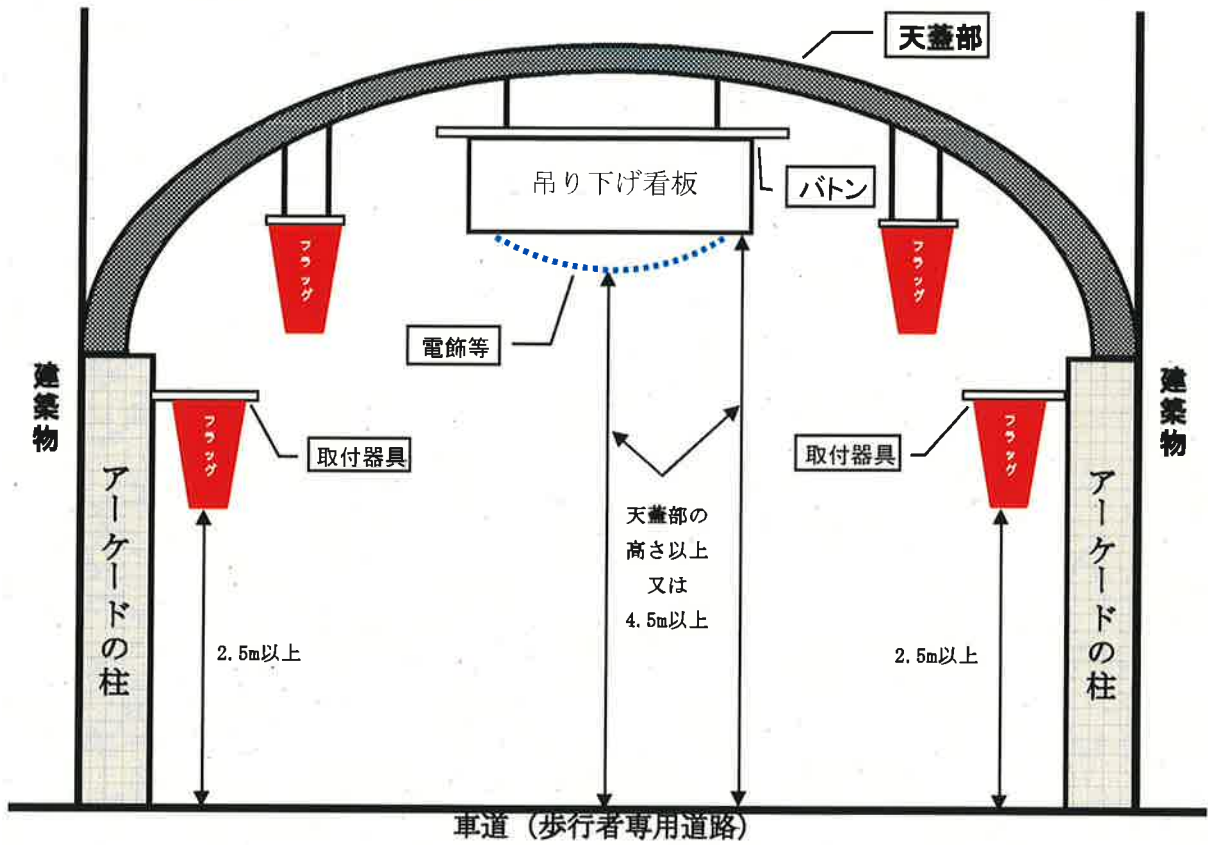 天蓋部
吊り下げ看板
バトン
フラッグ
フラッグ
電飾等
建築物
建築物
フラッグ
取付器具
取付器具
フラッグ
アーケードの柱
アーケードの柱
天蓋部の
高さ以上
又は
4.5m以上
2.5m以上
2.5m以上
車道（歩行者専用道路）